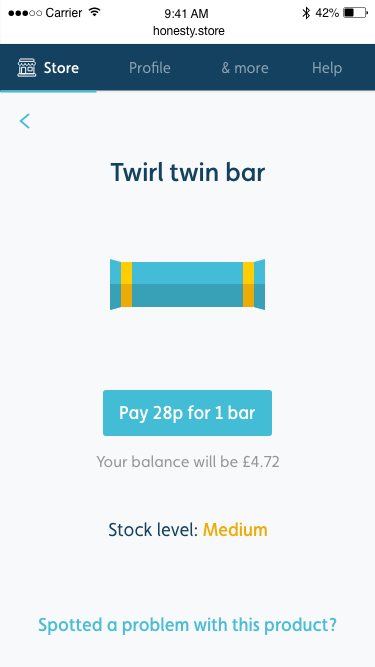 Carrier 9:41 AM 42%
honesty.store
Store Profile & more Help
Twirl twin bar
Pay 28p for 1 bar
Your balance will be £4.72
Stock level: Medium
Spotted a problem with this product?